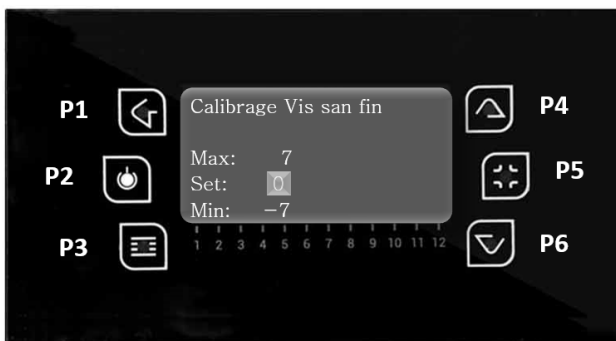 P1
P2
P3
Calibrage Vis san fin
Max: 7
Set: 0
Min: −7
1 2 3 4 5 6 7 8 9 10 11 12
P4
P5
P6